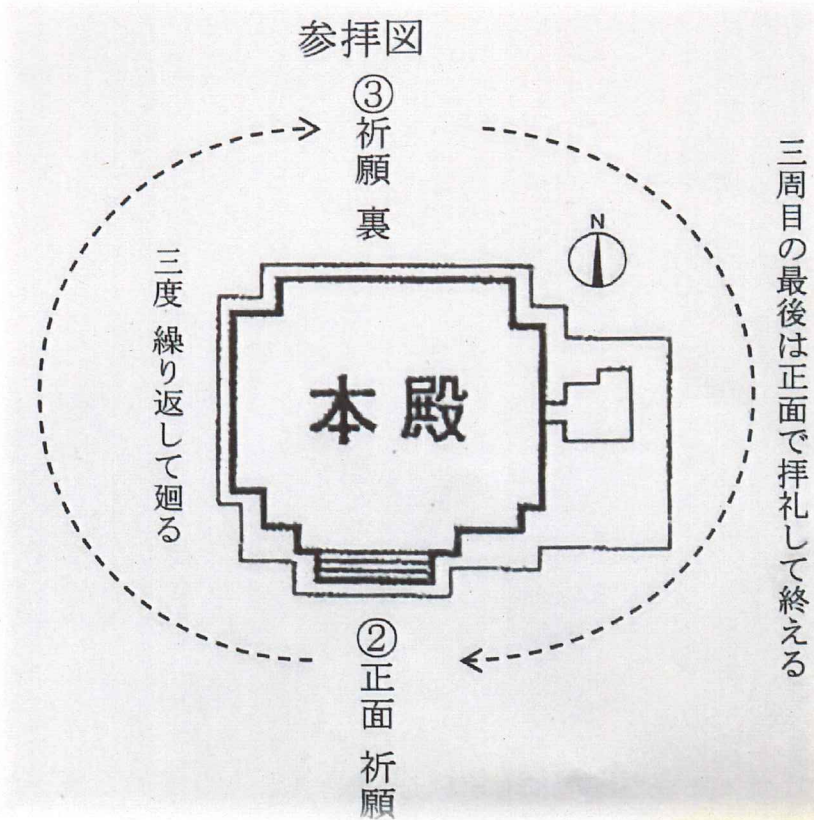 参拝図
③祈願 裏
N
三周目の最後は正面で拝礼して終える
三度 繰り返して廻る
本殿
②正面 祈願